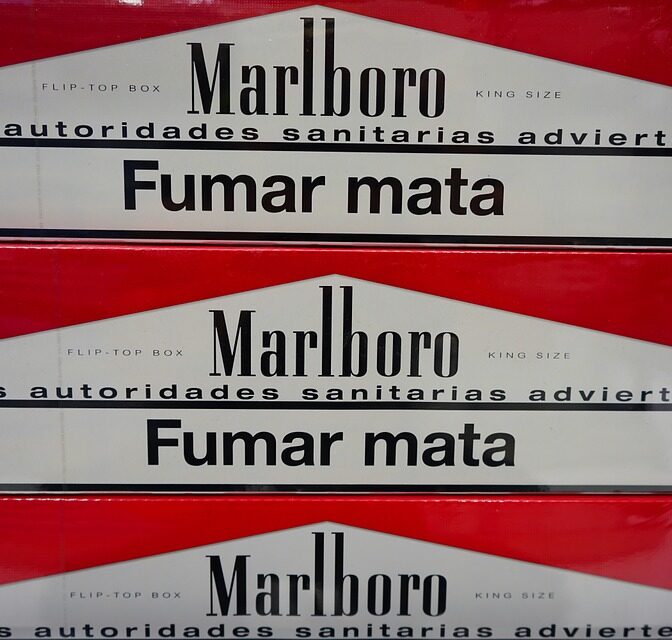 Marlboro
FLIP-TOP BOX KING SIZE
autoridades sanitarias adviert
Fumar mata
Marlboro
FLIP-TOP BOX KING SIZE
s autoridades sanitarias adviert
Fumar mata
Marlboro
FLIP-TOP BOX KING SIZE
s autoridades sanitarias adviert